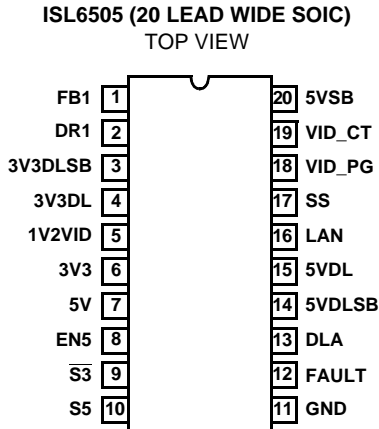 ISL6505 (20 LEAD WIDE SOIC)
TOP VIEW
FB1 1 20 5VSB
DR1 2 19 VID_CT
3V3DLSB 3 18 VID_PG
3V3DL 4 17 SS
1V2VID 5 16 LAN
3V3 6 15 5VDL
5V 7 14 5VDLSB
EN5 8 13 DLA
S̅3̅ 9 12 FAULT
S5 10 11 GND